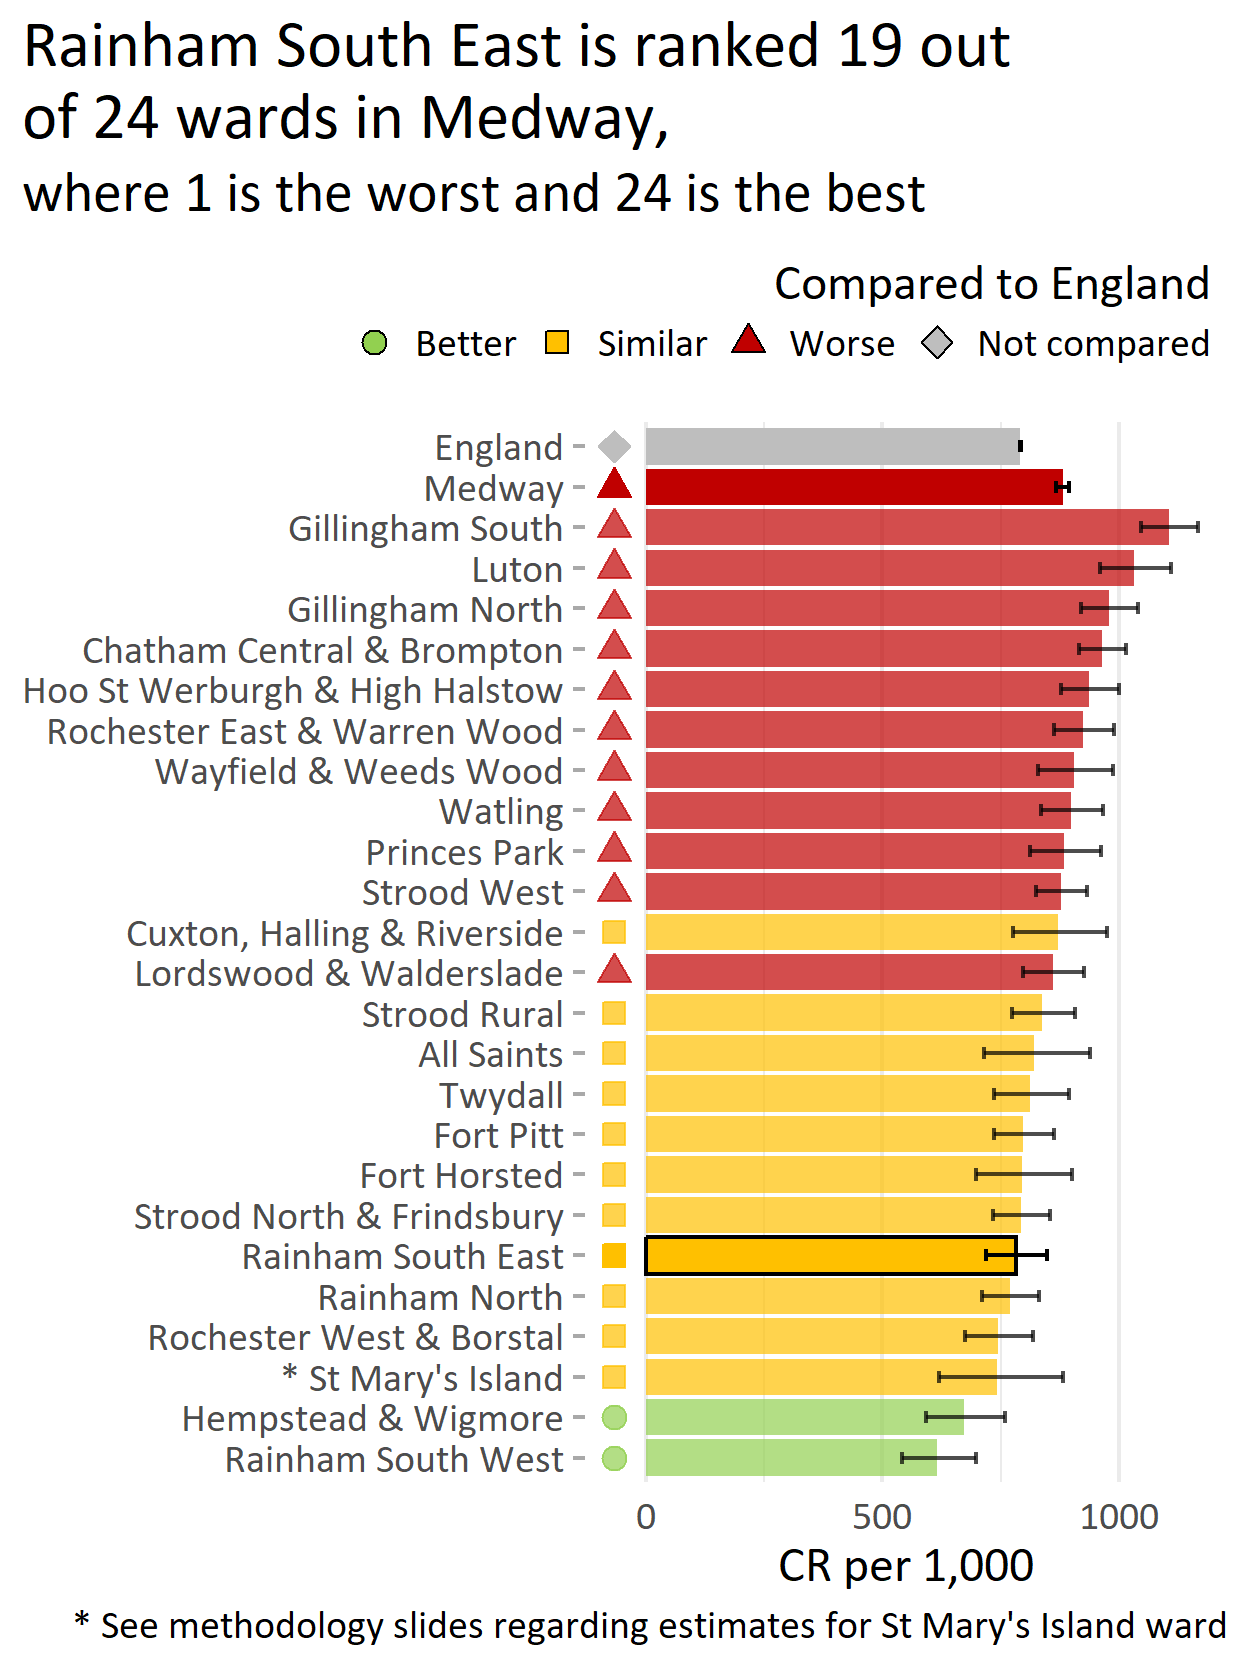 Rainham South East is ranked 19 out
of 24 wards in Medway,
where 1 is the worst and 24 is the best
Compared to England
Better Similar Worse Not compared
England
Medway
Gillingham South
Luton
Gillingham North
Chatham Central & Brompton
Hoo St Werburgh & High Halstow
Rochester East & Warren Wood
Wayfield & Weeds Wood
Watling
Princes Park
Strood West
Cuxton, Halling & Riverside
Lordswood & Walderslade
Strood Rural
All Saints
Twydall
Fort Pitt
Fort Horsted
Strood North & Frindsbury
Rainham South East
Rainham North
Rochester West & Borstal
* St Mary's Island
Hempstead & Wigmore
Rainham South West
0 500 1000
CR per 1,000
* See methodology slides regarding estimates for St Mary's Island ward